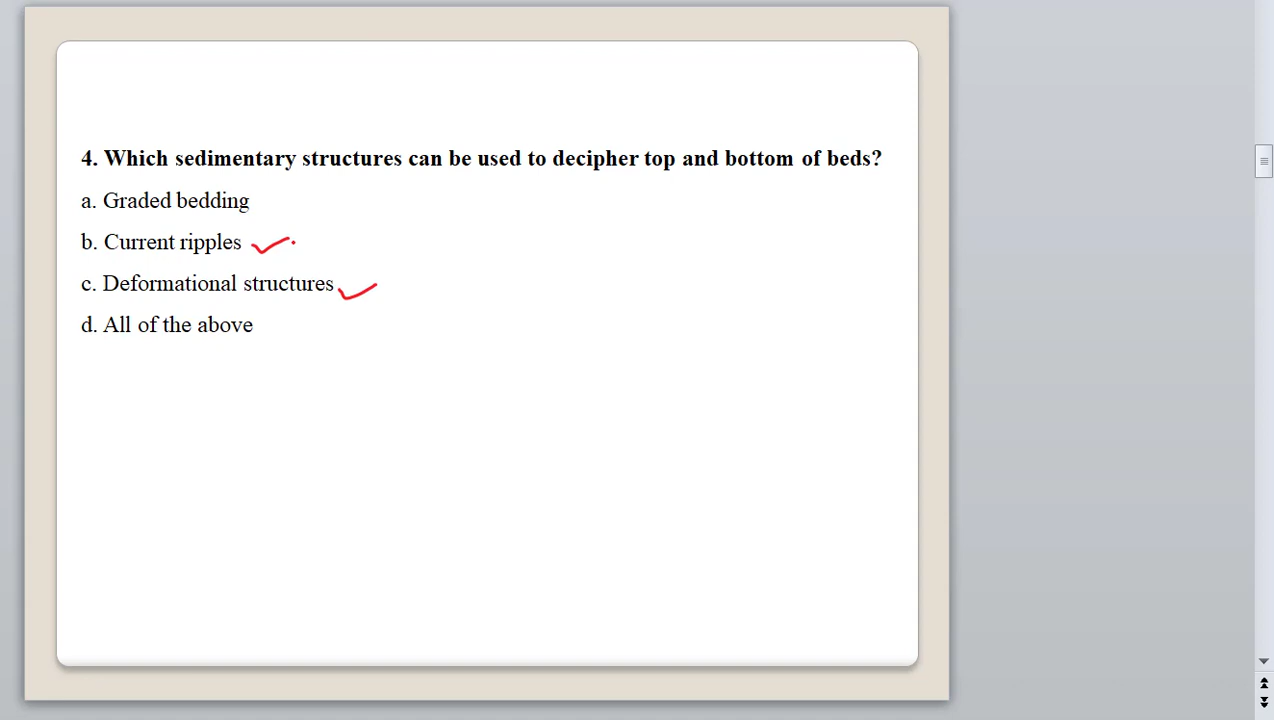 4. Which sedimentary structures can be used to decipher top and bottom of beds?
a. Graded bedding
b. Current ripples
c. Deformational structures
d. All of the above